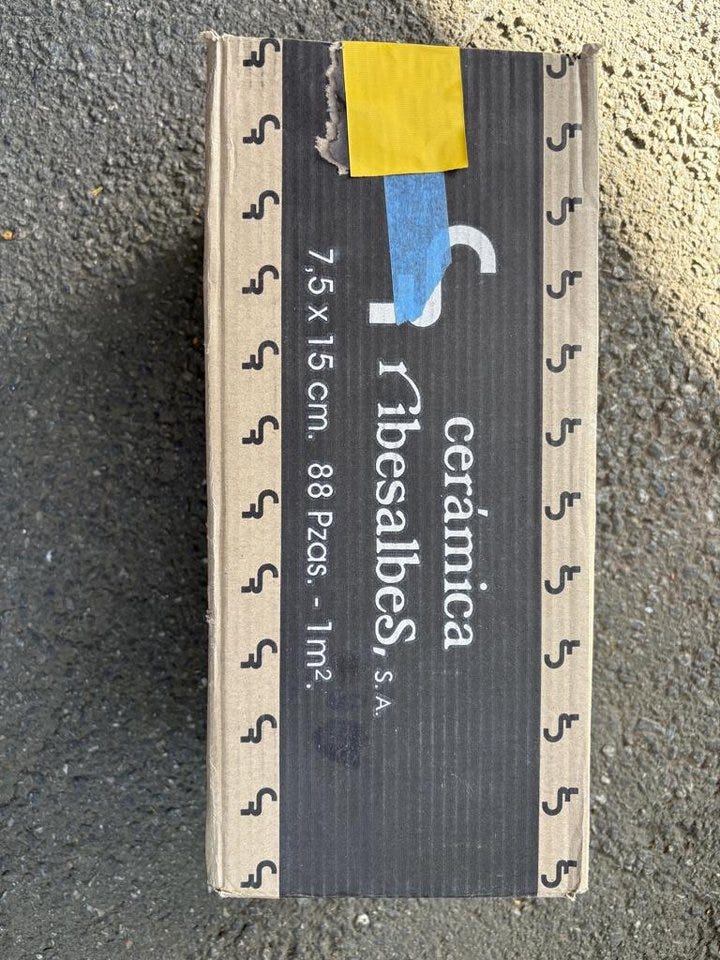 cerámica
ribesalbes, S.A.
7,5 x 15 cm. 88 Pzas. - 1m².